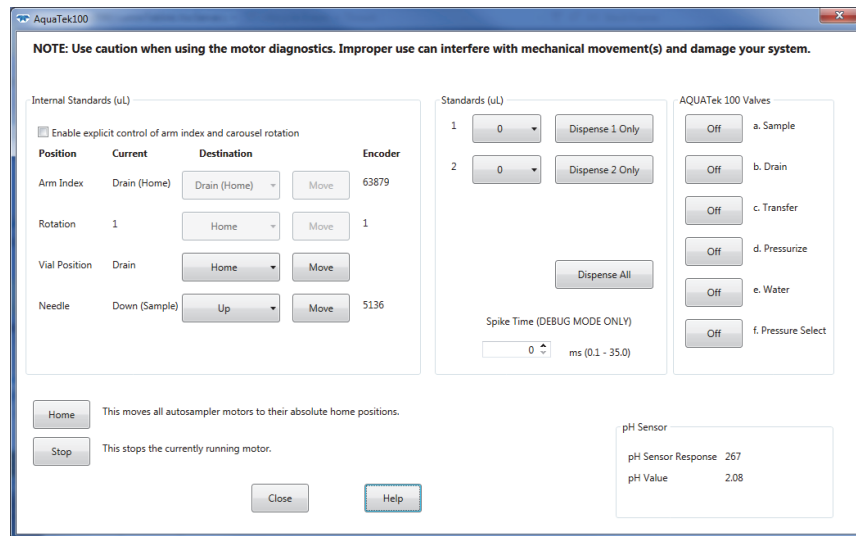 AquaTek100
NOTE: Use caution when using the motor diagnostics. Improper use can interfere with mechanical movement(s) and damage your system.
Internal Standards (uL)
Enable explicit control of arm index and carousel rotation
Position Current Destination Encoder
Arm Index Drain (Home) Drain (Home) Move 63879
Rotation 1 Home Move 1
Vial Position Drain Home Move
Needle Down (Sample) Up Move 5136
Standards (uL)
1 0 Dispense 1 Only
2 0 Dispense 2 Only
Dispense All
Spike Time (DEBUG MODE ONLY)
0 ms (0.1 - 35.0)
AQUATek 100 Valves
Off a. Sample
Off b. Drain
Off c. Transfer
Off d. Pressurize
Off e. Water
Off f. Pressure Select
Home This moves all autosampler motors to their absolute home positions.
Stop This stops the currently running motor.
Close Help
pH Sensor
pH Sensor Response 267
pH Value 2.08